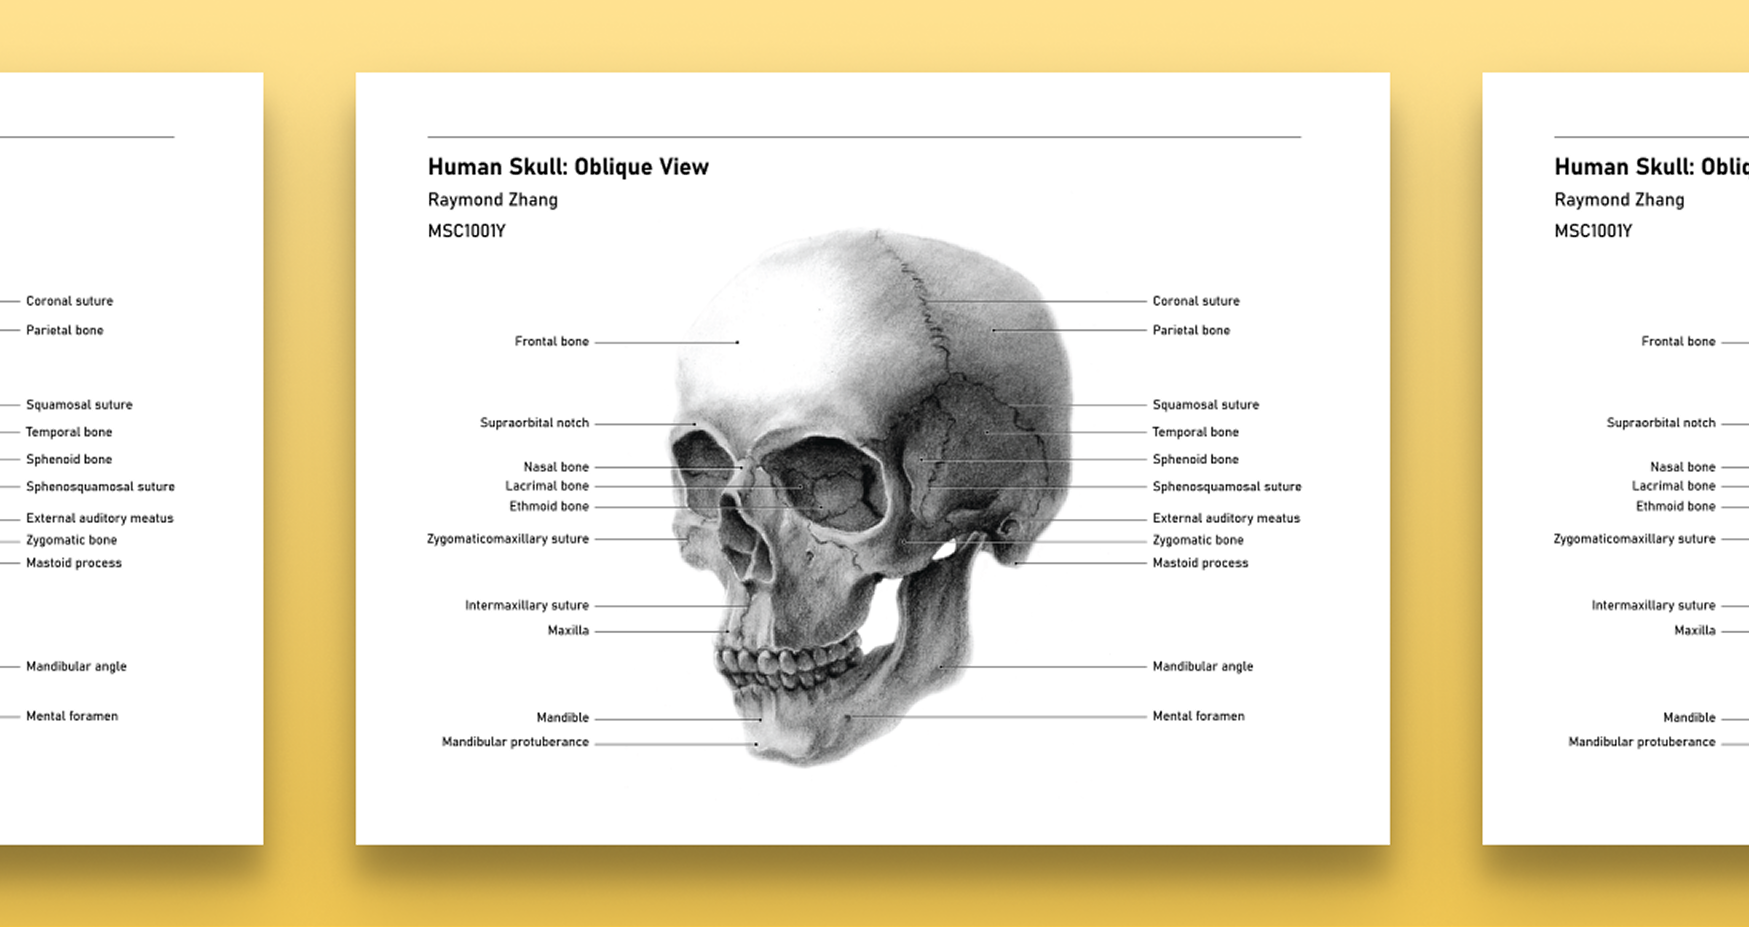 Coronal suture
Parietal bone
Squamosal suture
Temporal bone
Sphenoid bone
Sphenosquamosal suture
External auditory meatus
Zygomatic bone
Mastoid process
Mandibular angle
Mental foramen
Human Skull: Oblique View
Raymond Zhang
MSC1001Y
Frontal bone
Supraorbital notch
Nasal bone
Lacrimal bone
Ethmoid bone
Zygomaticomaxillary suture
Intermaxillary suture
Maxilla
Mandible
Mandibular protuberance
Coronal suture
Parietal bone
Squamosal suture
Temporal bone
Sphenoid bone
Sphenosquamosal suture
External auditory meatus
Zygomatic bone
Mastoid process
Mandibular angle
Mental foramen
Human Skull: Obliq
Raymond Zhang
MSC1001Y
Frontal bone
Supraorbital notch
Nasal bone
Lacrimal bone
Ethmoid bone
Zygomaticomaxillary suture
Intermaxillary suture
Maxilla
Mandible
Mandibular protuberance